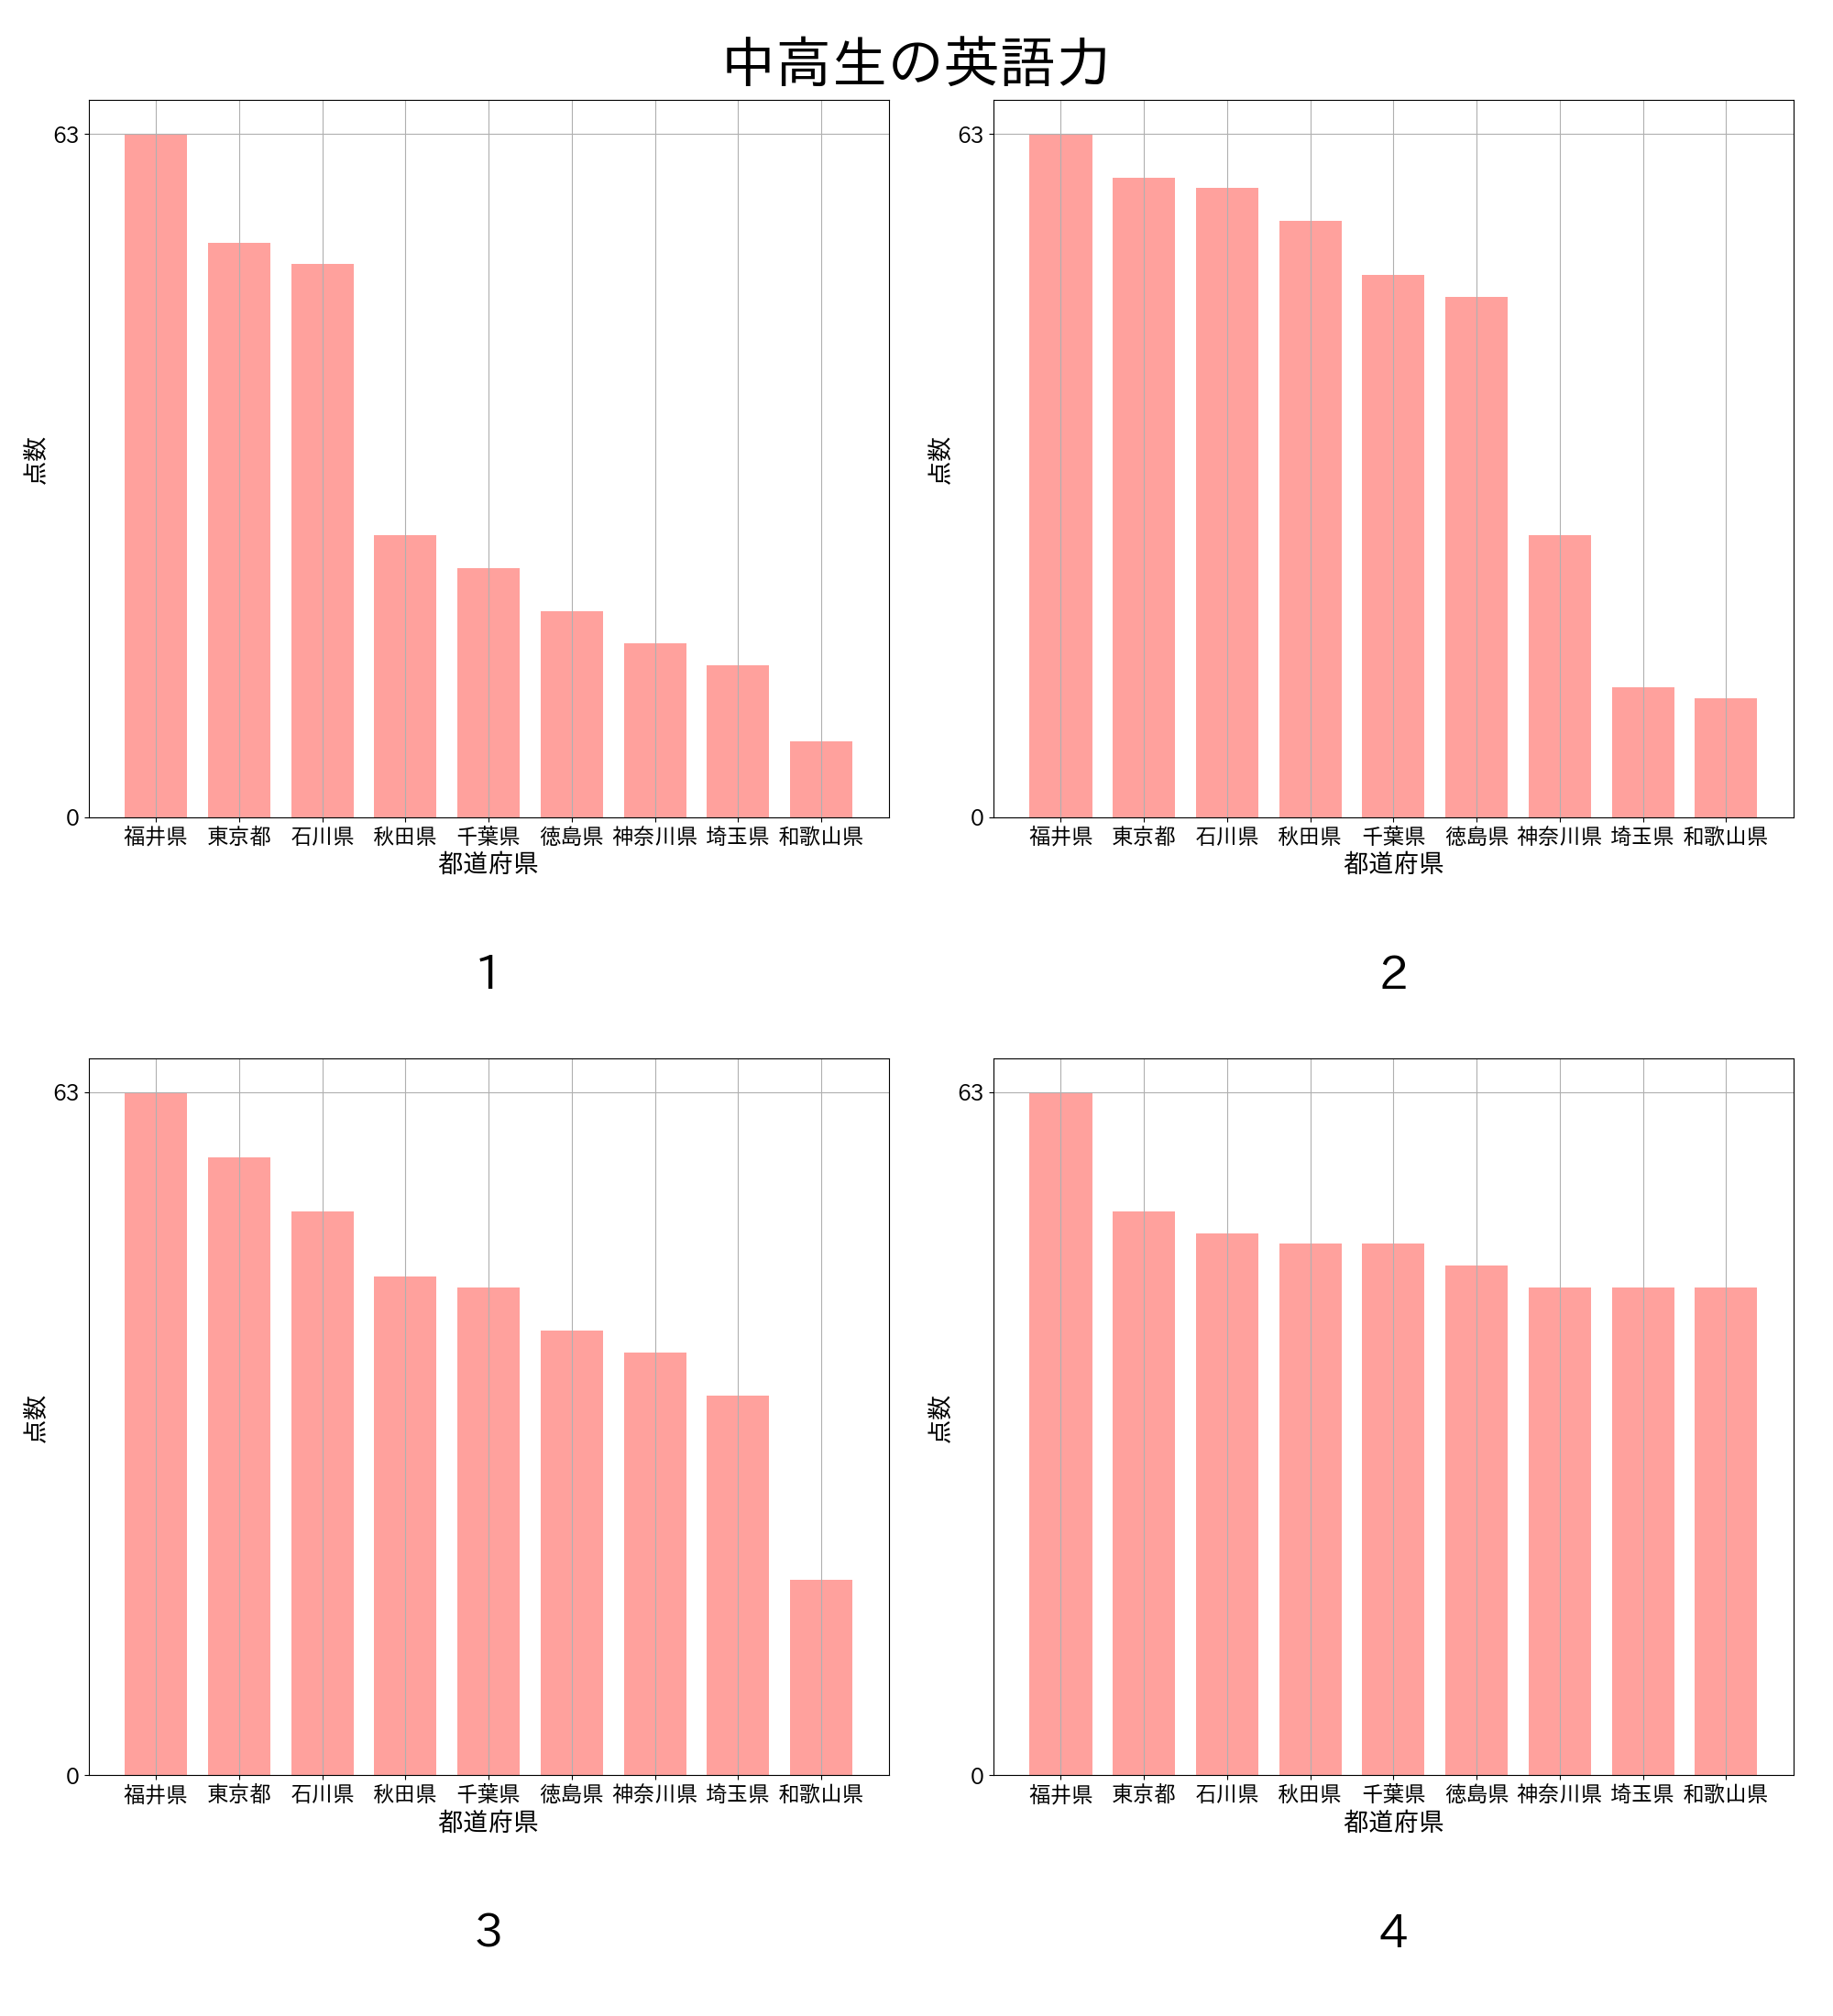 中高生の英語力
63
点数
0
福井県 東京都 石川県 秋田県 千葉県 徳島県 神奈川県 埼玉県 和歌山県
都道府県
1
63
点数
0
福井県 東京都 石川県 秋田県 千葉県 徳島県 神奈川県 埼玉県 和歌山県
都道府県
2
63
点数
0
福井県 東京都 石川県 秋田県 千葉県 徳島県 神奈川県 埼玉県 和歌山県
都道府県
3
63
点数
0
福井県 東京都 石川県 秋田県 千葉県 徳島県 神奈川県 埼玉県 和歌山県
都道府県
4